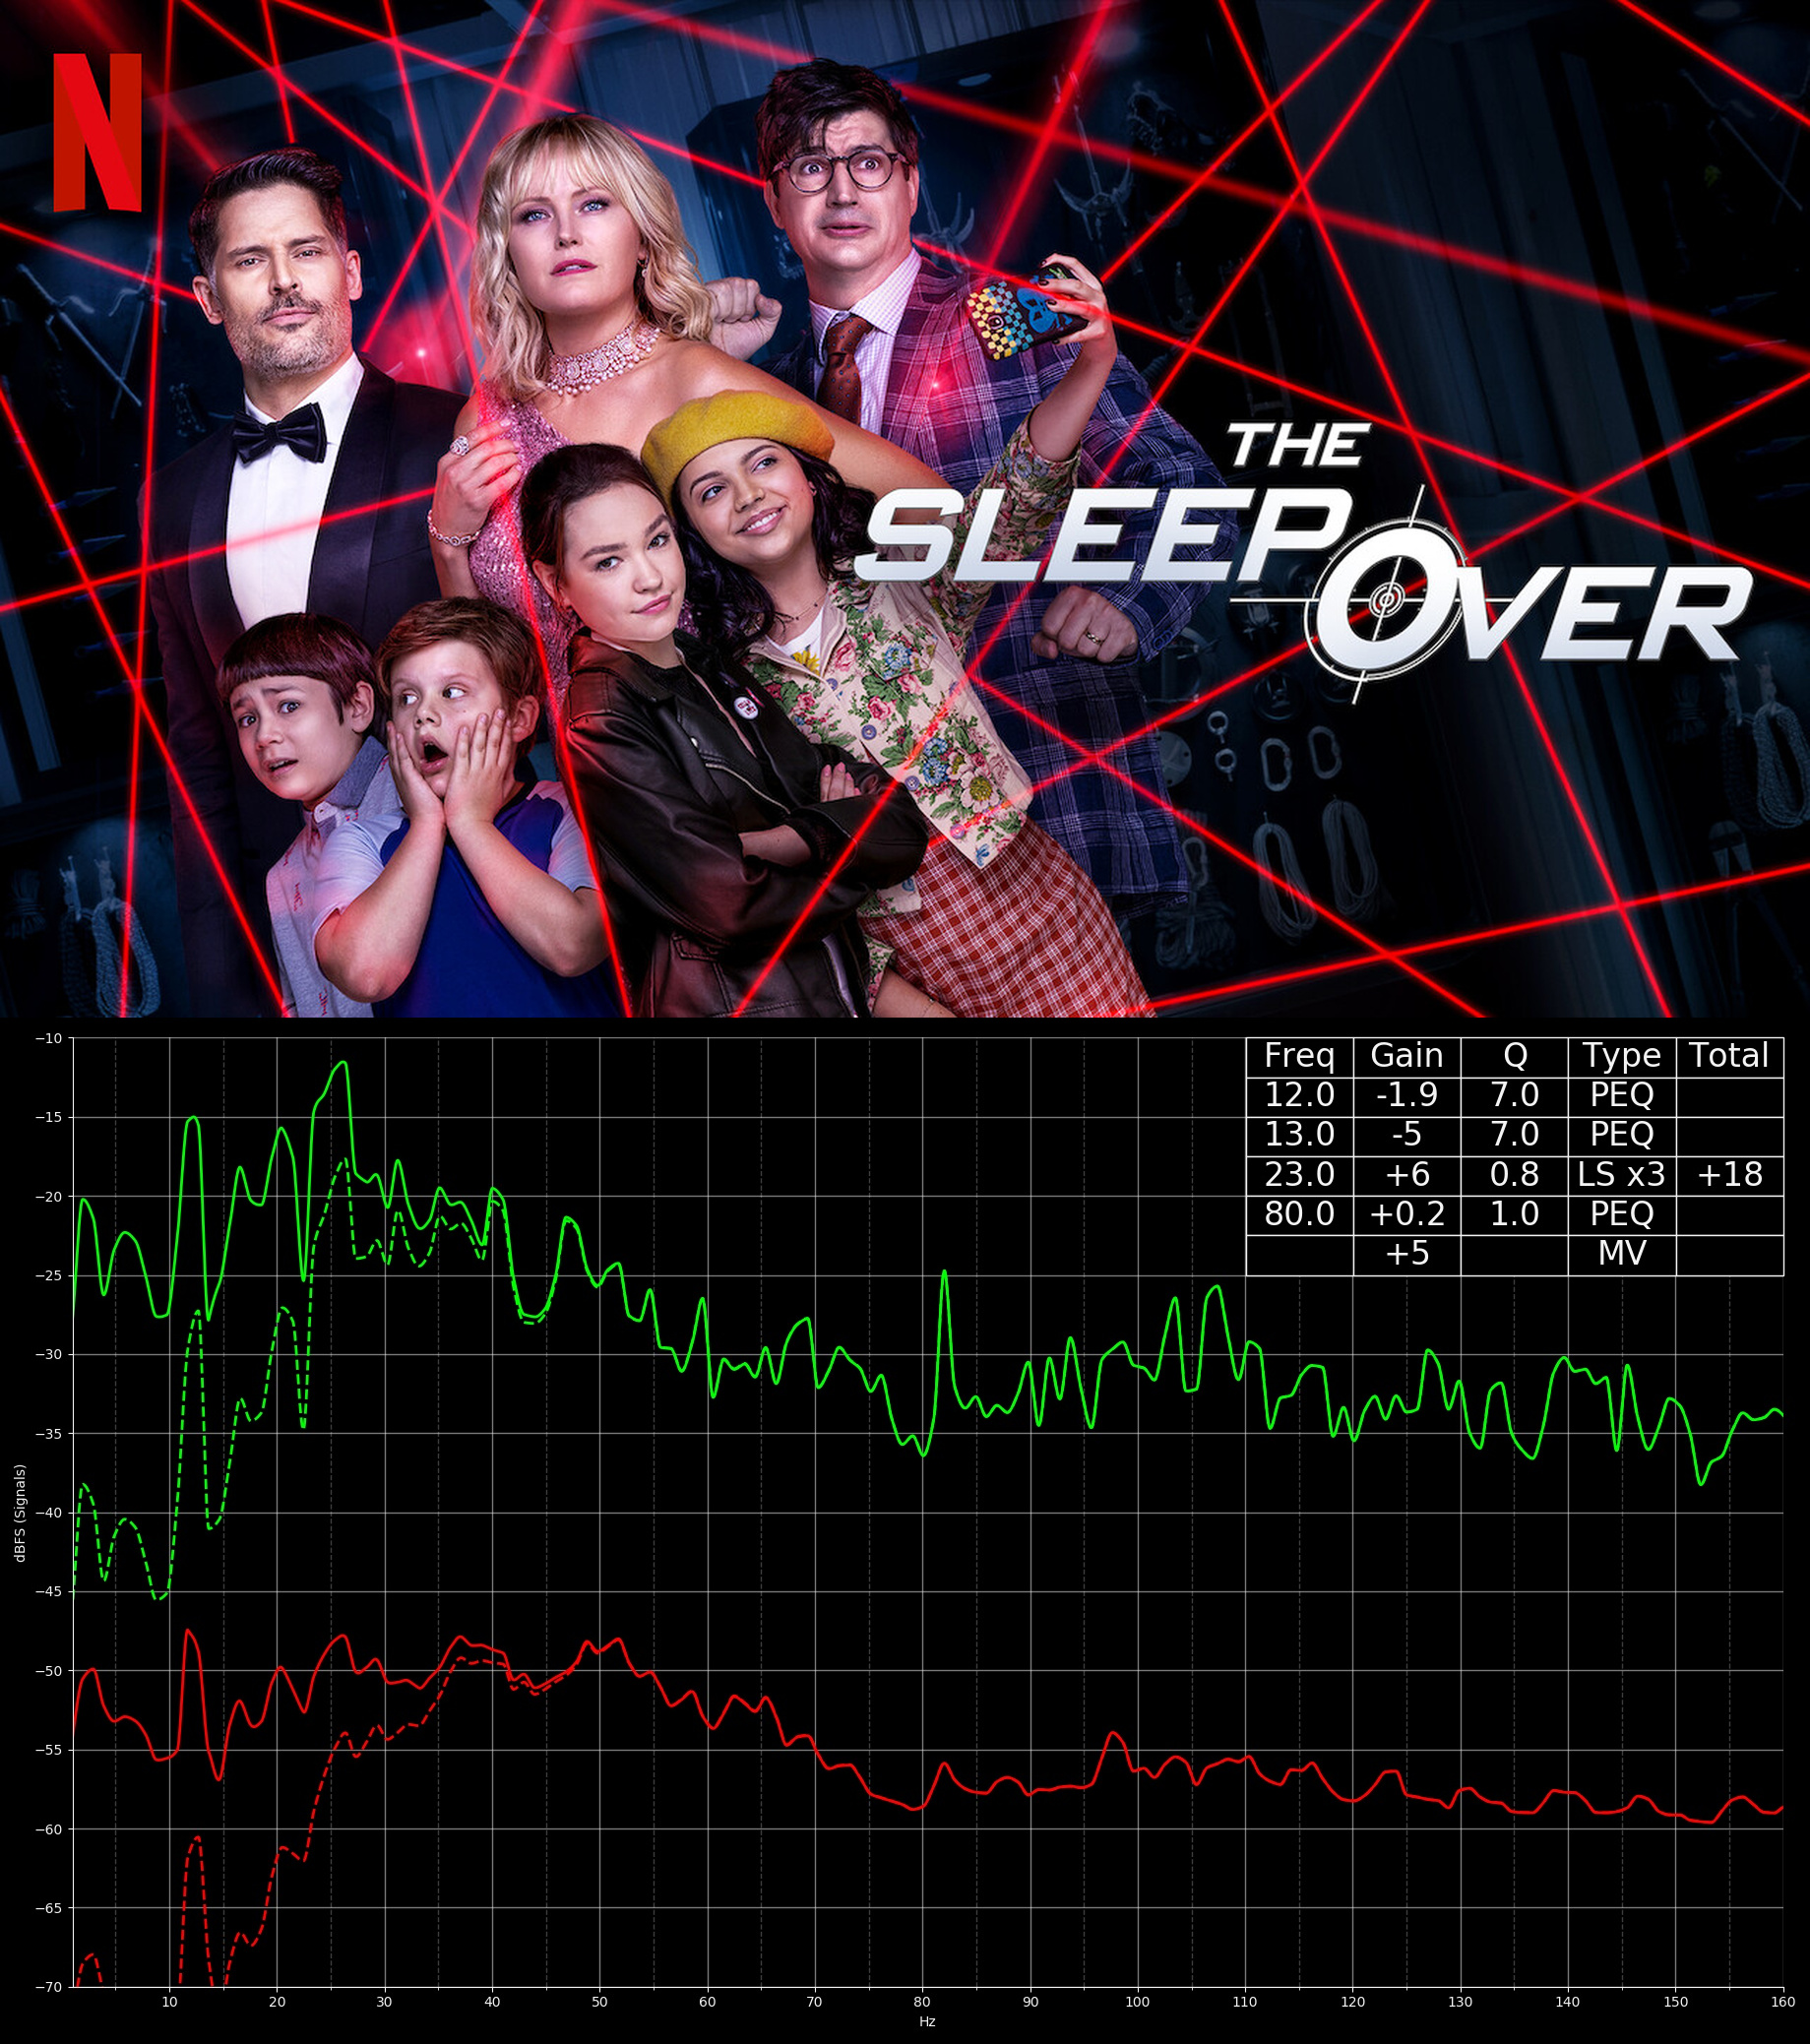 N
THE
SLEEPOVER
Freq Gain Q Type Total
12.0 -1.9 7.0 PEQ
13.0 -5 7.0 PEQ
23.0 +6 0.8 LS x3 +18
80.0 +0.2 1.0 PEQ
+5 MV
−10
−15
−20
−25
−30
−35
−40
−45
−50
−55
−60
−65
−70
dBFS (Signals)
10 20 30 40 50 60 70 80 90 100 110 120 130 140 150 160
Hz